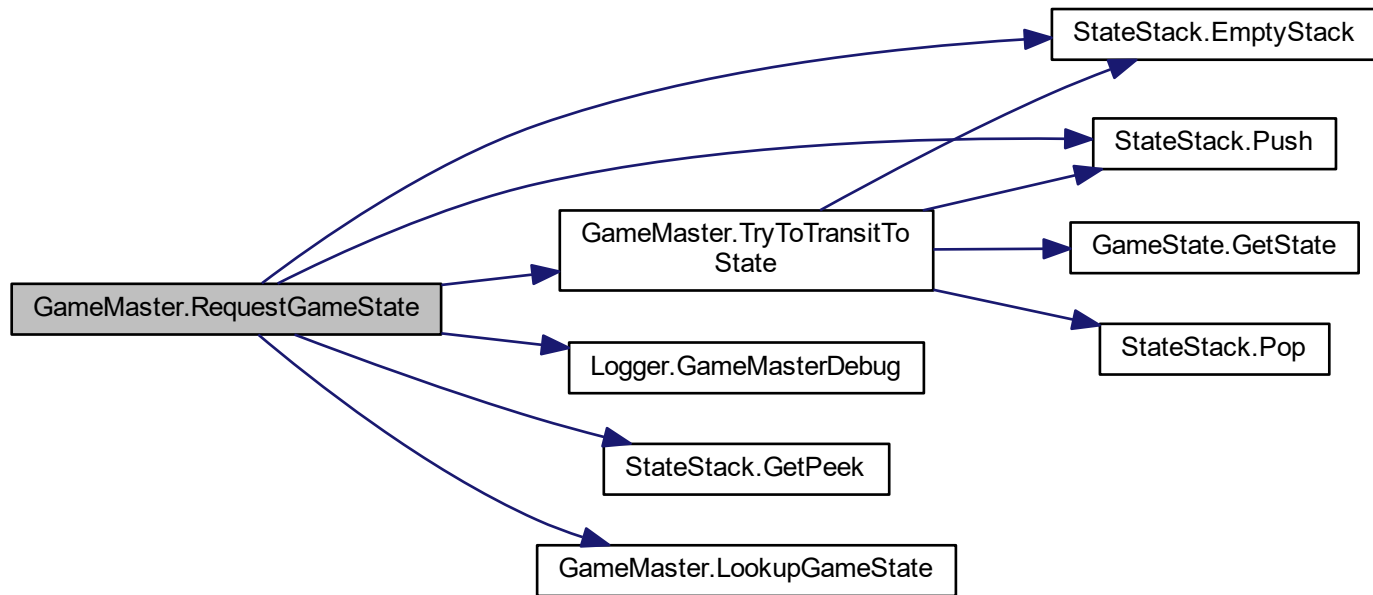 StateStack.EmptyStack
StateStack.Push
GameMaster.TryToTransitTo
State
GameState.GetState
GameMaster.RequestGameState
StateStack.Pop
Logger.GameMasterDebug
StateStack.GetPeek
GameMaster.LookupGameState